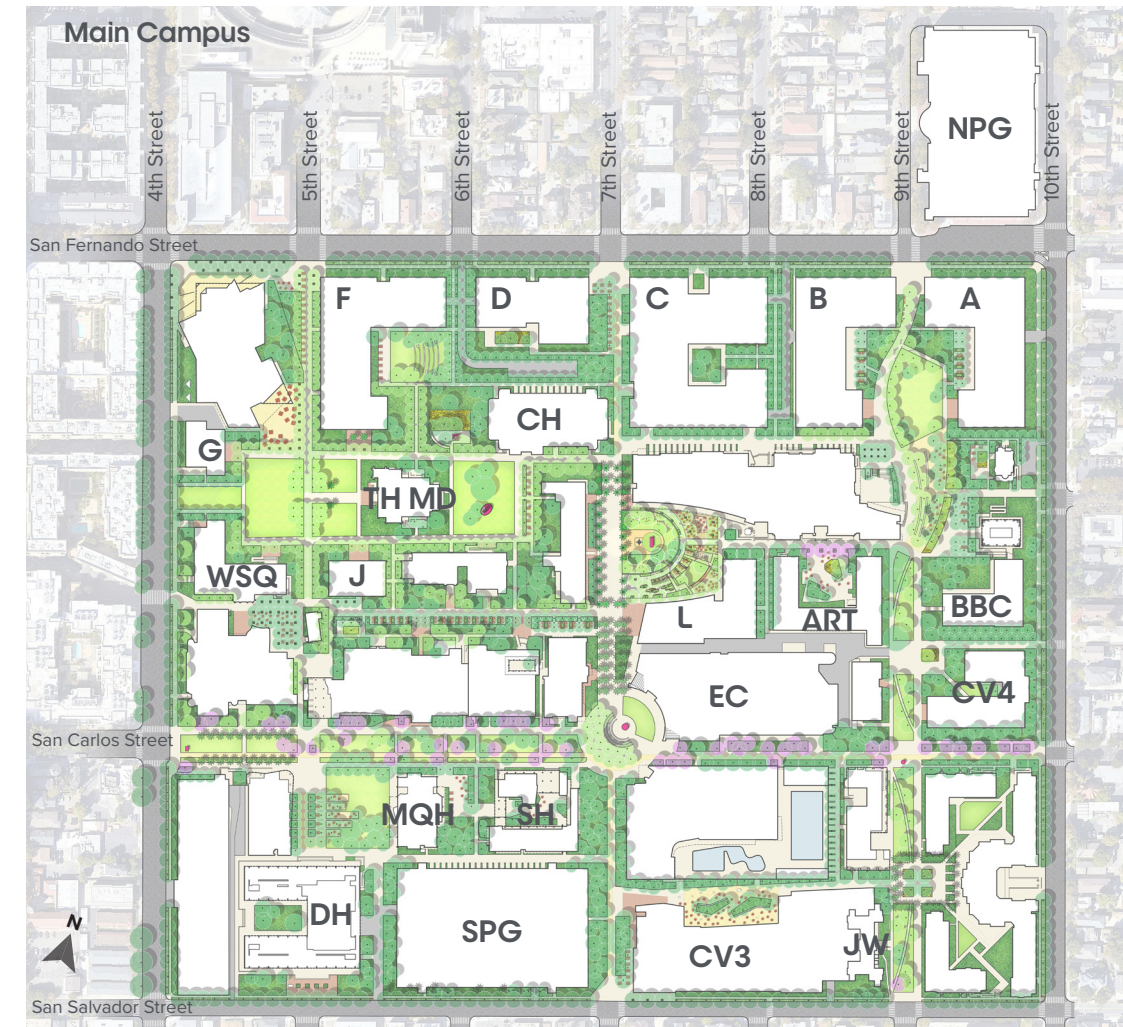 Main Campus
NPG
4th Street
5th Street
6th Street
7th Street
8th Street
9th Street
10th Street
San Fernando Street
F
D
C
B
A
CH
G
TH MD
WSQ
J
L
ART
BBC
EC
CV4
San Carlos Street
MQH
SH
DH
SPG
CV3
JW
N
San Salvador Street